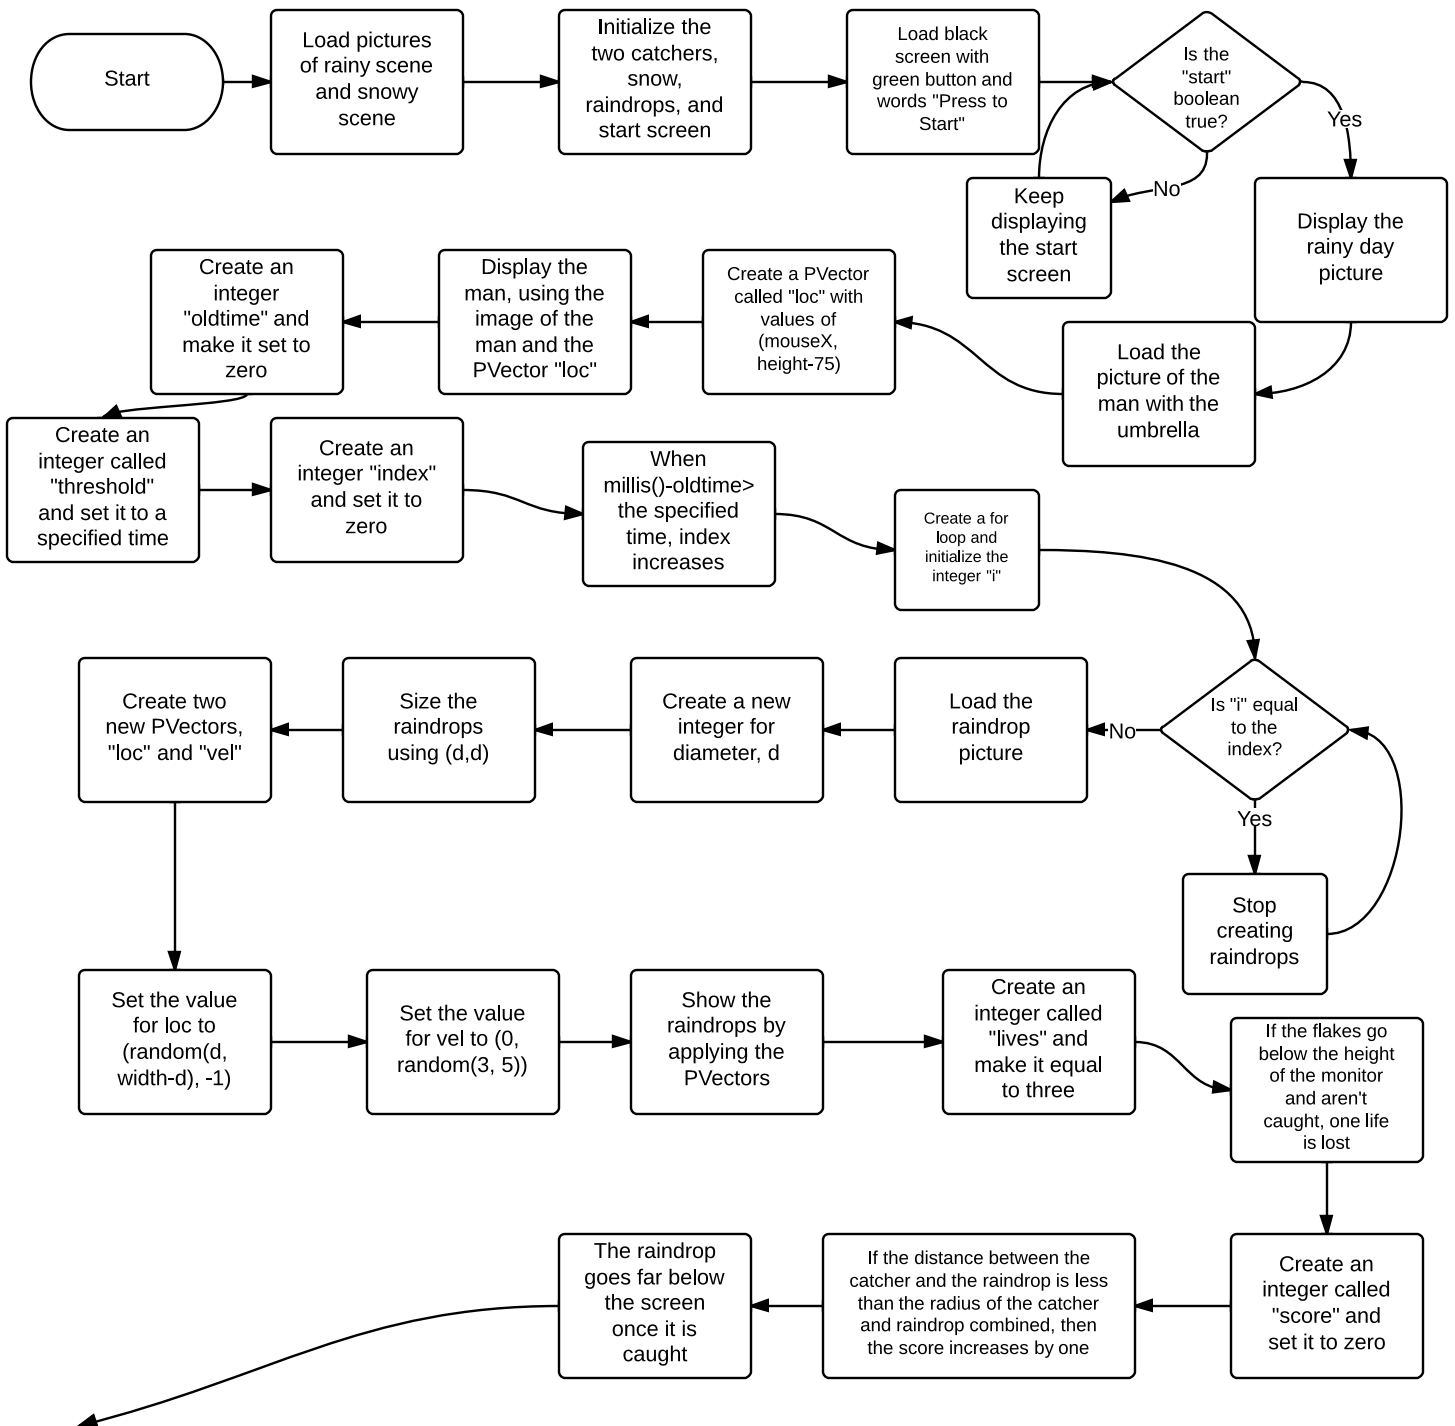 Start
Load pictures
of rainy scene
and snowy
scene
Initialize the
two catchers,
snow,
raindrops, and
start screen
Load black
screen with
green button and
words "Press to
Start"
Is the
"start"
boolean
true?
Yes
No
Keep
displaying
the start
screen
Display the
rainy day
picture
Load the
picture of the
man with the
umbrella
Create a PVector
called "loc" with
values of
(mouseX,
height-75)
Display the
man, using the
image of the
man and the
PVector "loc"
Create an
integer
"oldtime" and
make it set to
zero
Create an
integer called
"threshold"
and set it to a
specified time
Create an
integer "index"
and set it to
zero
When
millis()-oldtime>
the specified
time, index
increases
Create a for
loop and
initialize the
integer "i"
Is "i" equal
to the
index?
No
Yes
Stop
creating
raindrops
Load the
raindrop
picture
Create a new
integer for
diameter, d
Size the
raindrops
using (d,d)
Create two
new PVectors,
"loc" and "vel"
Set the value
for loc to
(random(d,
width-d), -1)
Set the value
for vel to (0,
random(3, 5))
Show the
raindrops by
applying the
PVectors
Create an
integer called
"lives" and
make it equal
to three
If the flakes go
below the height
of the monitor
and aren't
caught, one life
is lost
Create an
integer called
"score" and
set it to zero
If the distance between the
catcher and the raindrop is less
than the radius of the catcher
and raindrop combined, then
the score increases by one
The raindrop
goes far below
the screen
once it is
caught